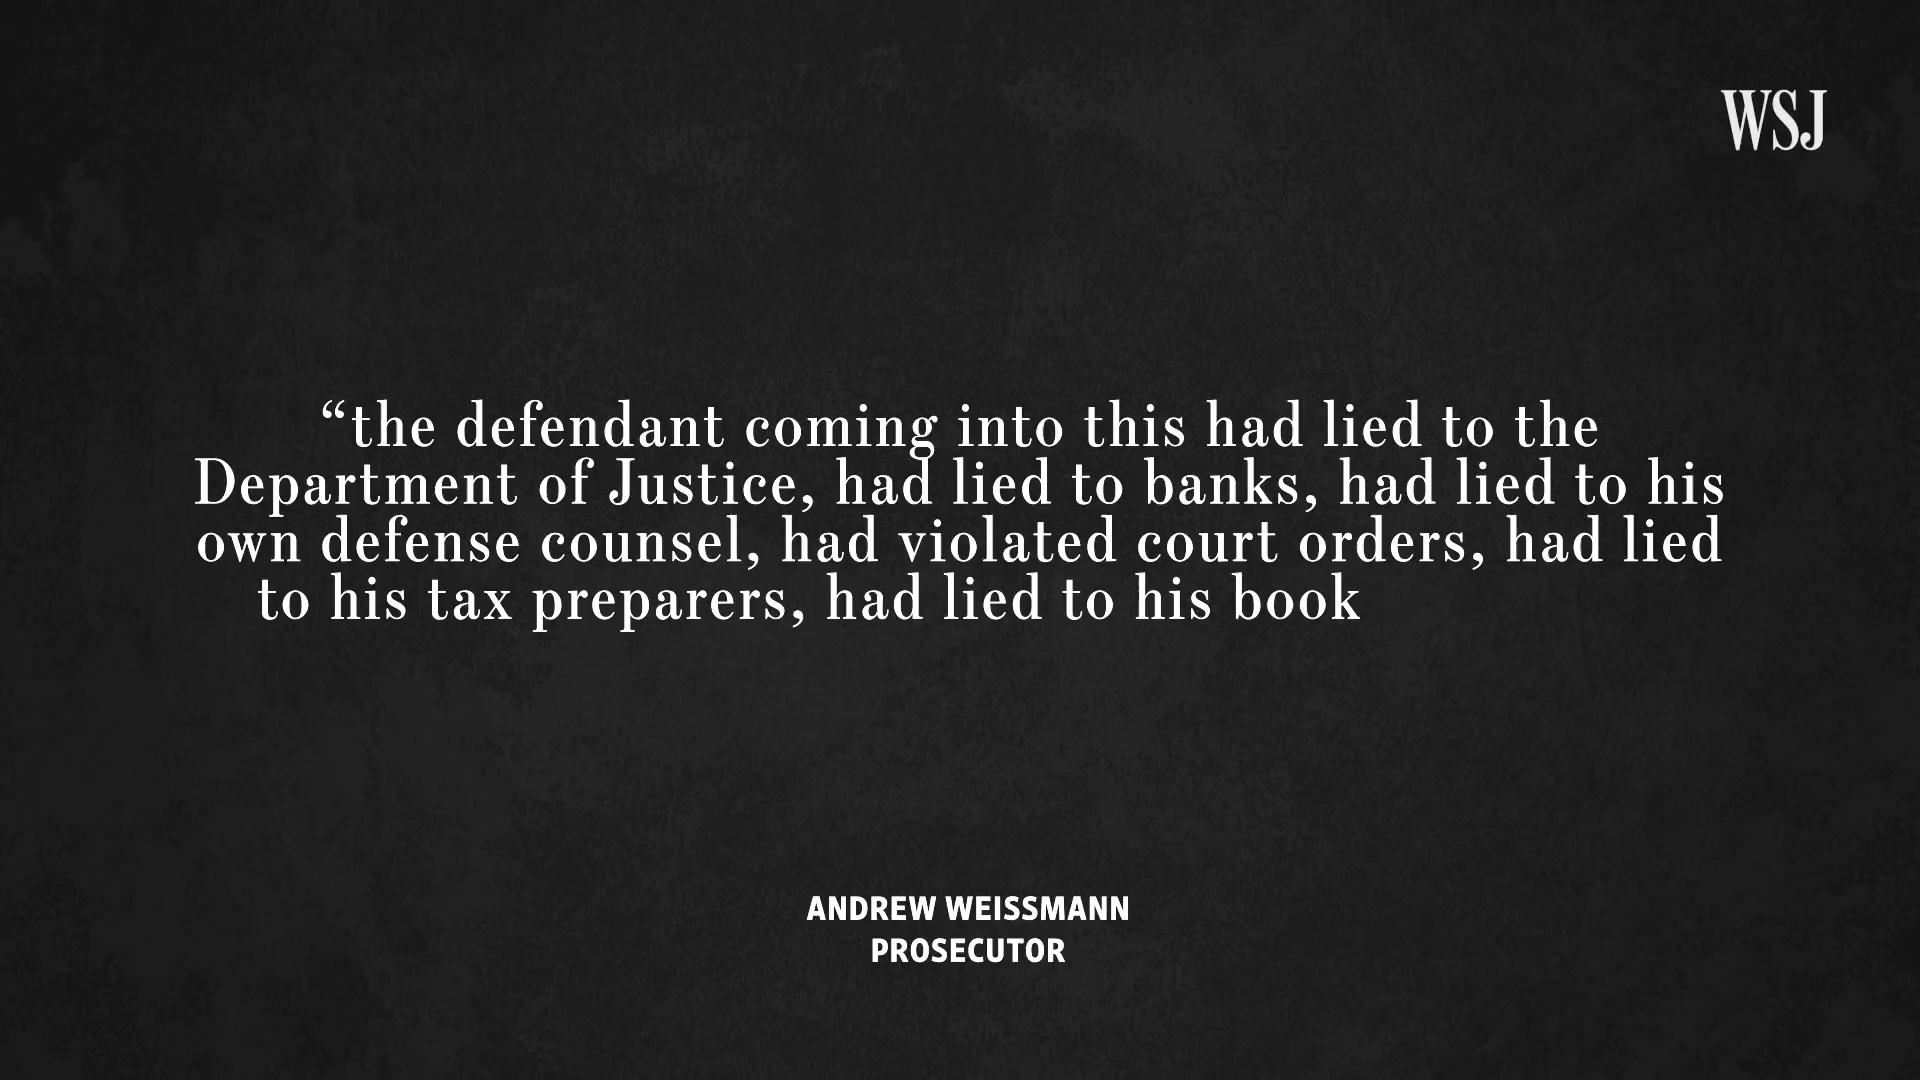 WSJ
“the defendant coming into this had lied to the
Department of Justice, had lied to banks, had lied to his
own defense counsel, had violated court orders, had lied
to his tax preparers, had lied to his book
ANDREW WEISSMANN
PROSECUTOR